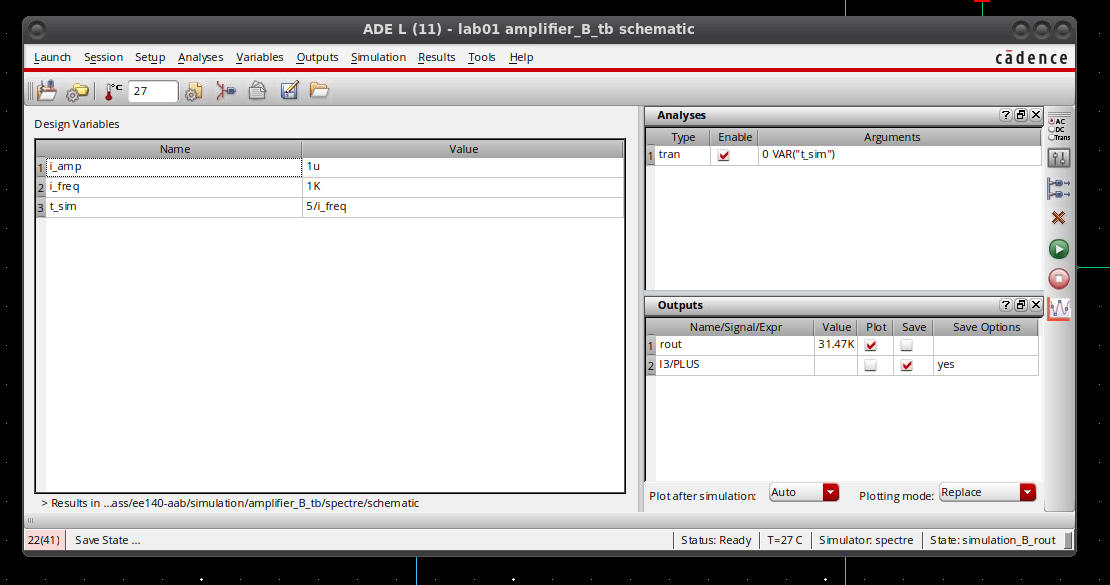 ADE L (11) - lab01 amplifier_B_tb schematic
Launch Session Setup Analyses Variables Outputs Simulation Results Tools Help
cādence
°C 27
Design Variables
Name Value
1 i_amp 1u
2 i_freq 1K
3 t_sim 5/i_freq
> Results in ...ass/ee140-aab/simulation/amplifier_B_tb/spectre/schematic
Analyses
Type Enable Arguments
1 tran 0 VAR("t_sim")
Outputs
Name/Signal/Expr Value Plot Save Save Options
1 rout 31.47K
2 I3/PLUS yes
Plot after simulation: Auto Plotting mode: Replace
AC
DC
Trans
22(41) Save State ... Status: Ready T=27 C Simulator: spectre State: simulation_B_rout